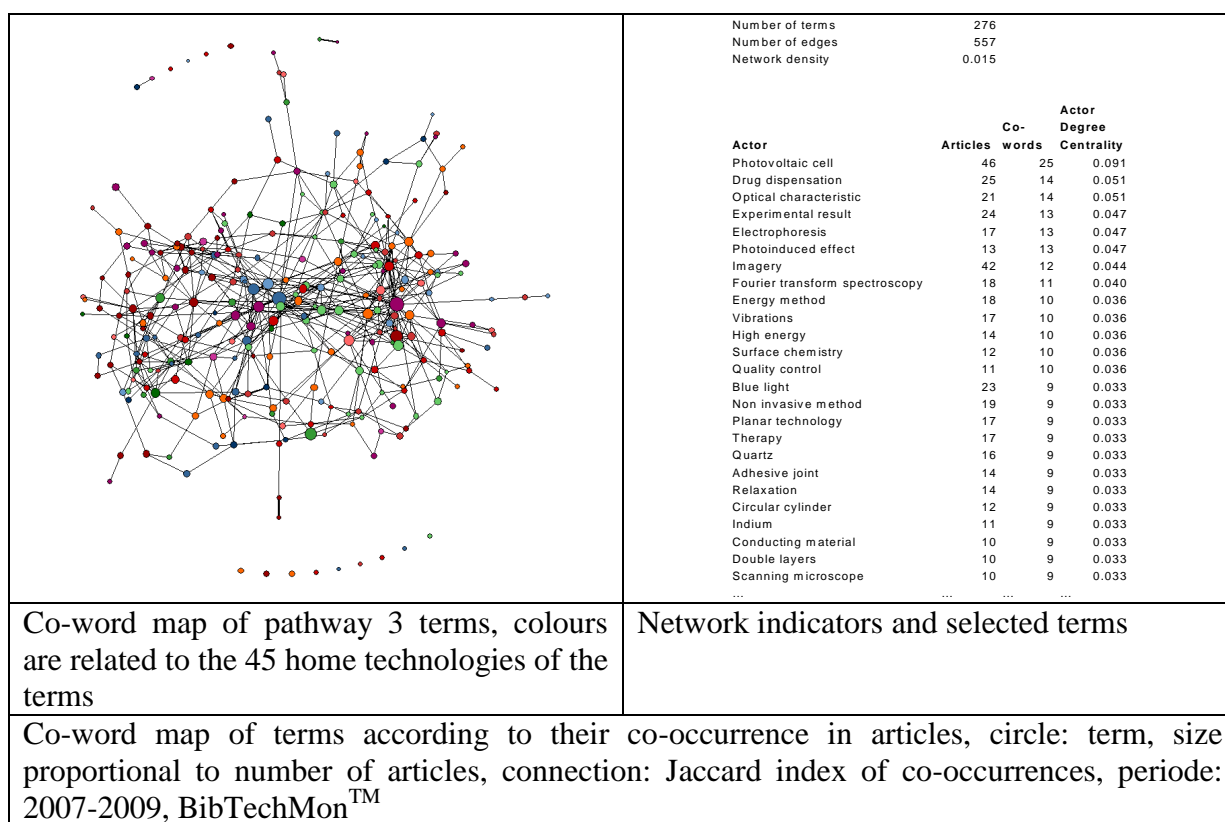 Number of terms 276
Number of edges 557
Network density 0.015
Actor
Co- Degree
Actor Articles words Centrality
Photovoltaic cell 46 25 0.091
Drug dispensation 25 14 0.051
Optical characteristic 21 14 0.051
Experimental result 24 13 0.047
Electrophoresis 17 13 0.047
Photoinduced effect 13 13 0.047
Imagery 42 12 0.044
Fourier transform spectroscopy 18 11 0.040
Energy method 18 10 0.036
Vibrations 17 10 0.036
High energy 14 10 0.036
Surface chemistry 12 10 0.036
Quality control 11 10 0.036
Blue light 23 9 0.033
Non invasive method 19 9 0.033
Planar technology 17 9 0.033
Therapy 17 9 0.033
Quartz 16 9 0.033
Adhesive joint 14 9 0.033
Relaxation 14 9 0.033
Circular cylinder 12 9 0.033
Indium 11 9 0.033
Conducting material 10 9 0.033
Double layers 10 9 0.033
Scanning microscope 10 9 0.033
... ... ... ...
Co-word map of pathway 3 terms, colours
are related to the 45 home technologies of the
terms
Network indicators and selected terms
Co-word map of terms according to their co-occurrence in articles, circle: term, size
proportional to number of articles, connection: Jaccard index of co-occurrences, periode:
2007-2009, BibTechMon™